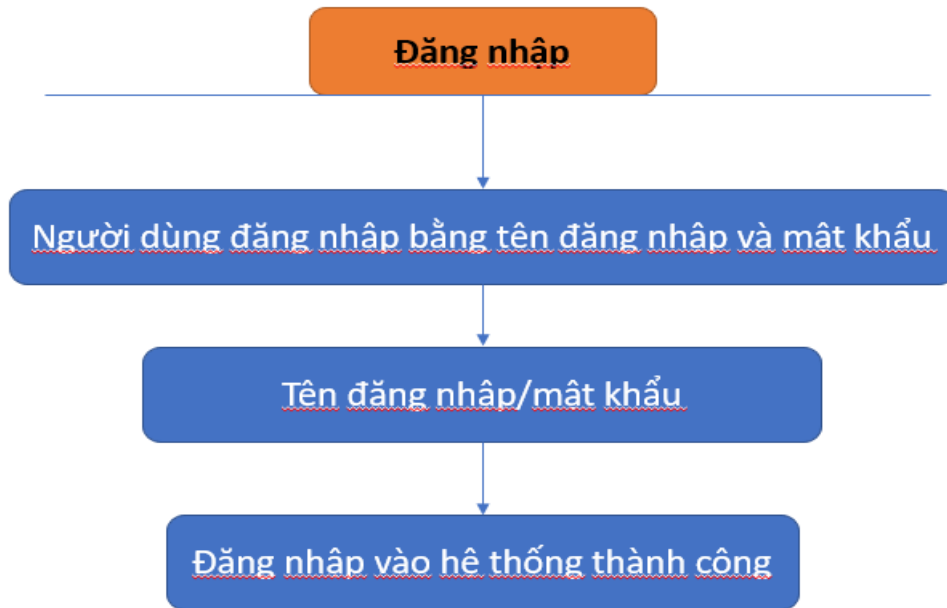 Đăng nhập
Người dùng đăng nhập bằng tên đăng nhập và mật khẩu
Tên đăng nhập/mật khẩu
Đăng nhập vào hệ thống thành công